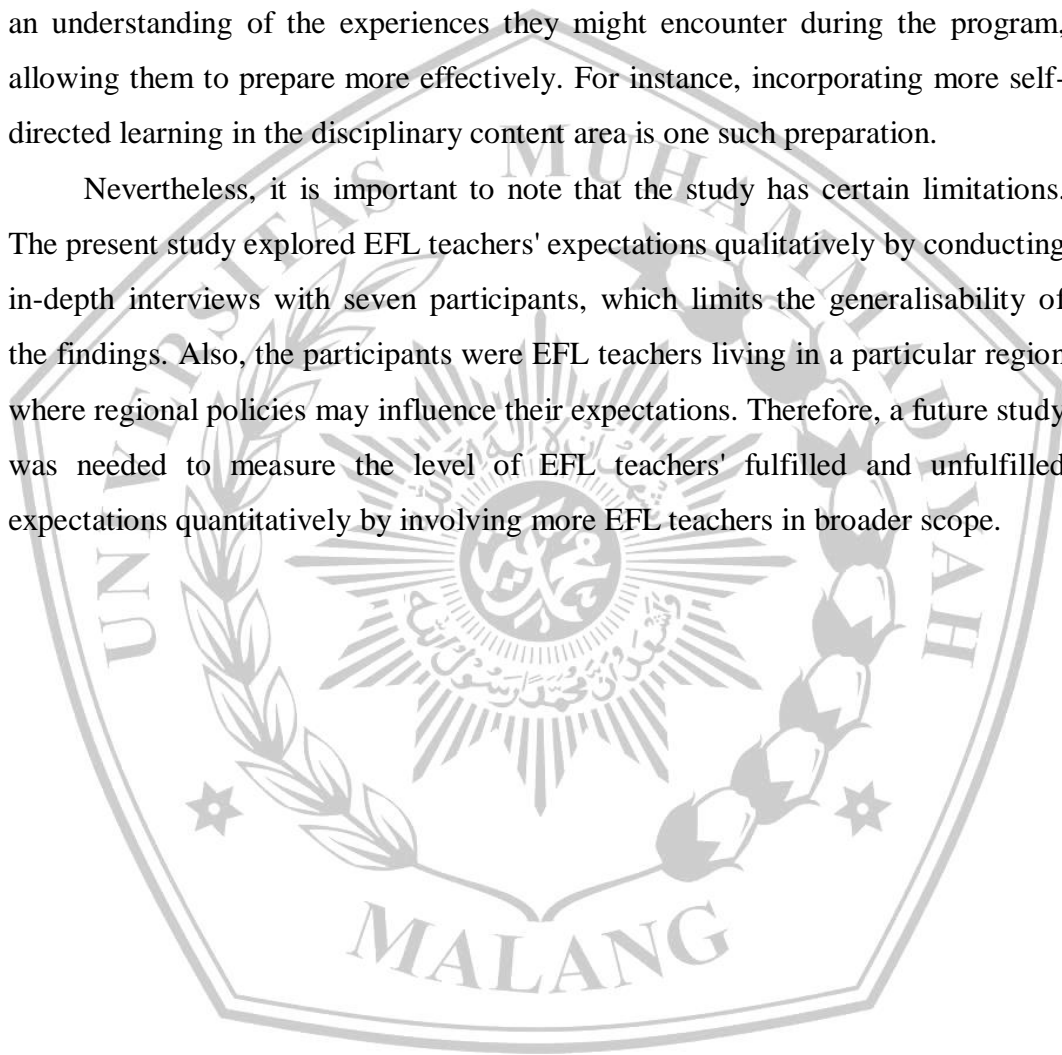 an understanding of the experiences they might encounter during the program,
allowing them to prepare more effectively. For instance, incorporating more self-
directed learning in the disciplinary content area is one such preparation.
Nevertheless, it is important to note that the study has certain limitations.
The present study explored EFL teachers' expectations qualitatively by conducting
in-depth interviews with seven participants, which limits the generalisability of
the findings. Also, the participants were EFL teachers living in a particular region
where regional policies may influence their expectations. Therefore, a future study
was needed to measure the level of EFL teachers' fulfilled and unfulfilled
expectations quantitatively by involving more EFL teachers in broader scope.
UNIVERSITAS MUHAMMADIYAH
MALANG